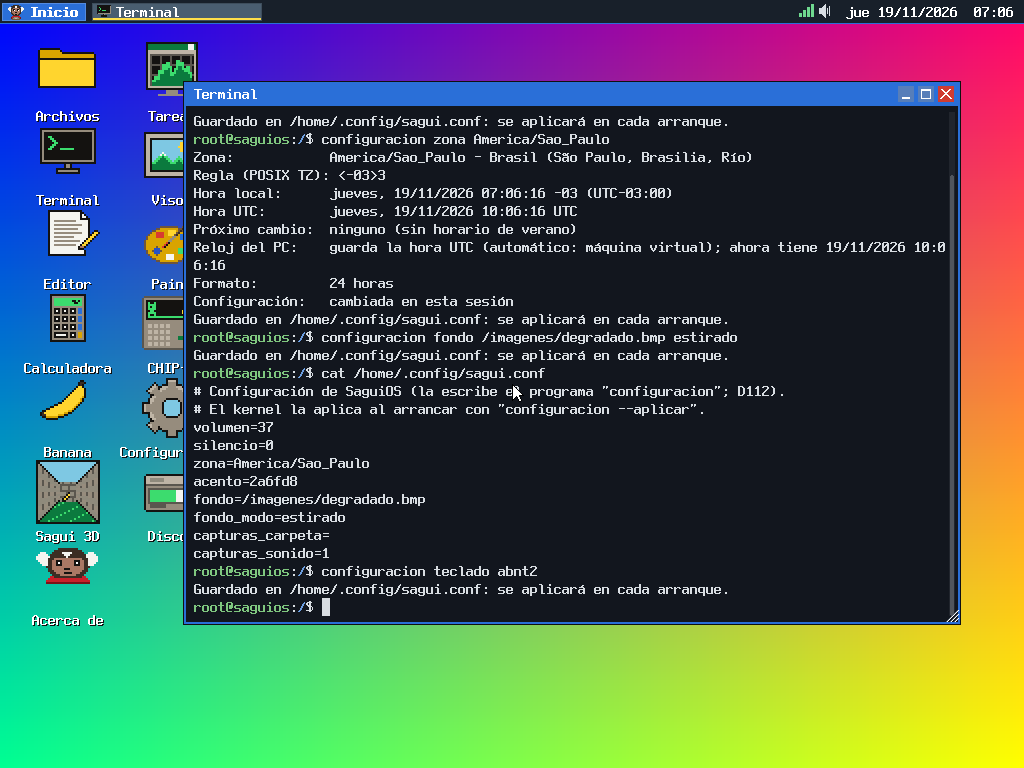 Inicio
Terminal
jue 19/11/2026 07:06
Archivos
Terminal
Editor
Calculadora
Banana
Sagui 3D
Acerca de
Terminal
Guardado en /home/.config/sagui.conf: se aplicará en cada arranque.
root@saguios:/$ configuracion zona America/Sao_Paulo
Zona: America/Sao_Paulo - Brasil (São Paulo, Brasilia, Río)
Regla (POSIX TZ): <-03>3
Hora local: jueves, 19/11/2026 07:06:16 -03 (UTC-03:00)
Hora UTC: jueves, 19/11/2026 10:06:16 UTC
Próximo cambio: ninguno (sin horario de verano)
Reloj del PC: guarda la hora UTC (automático: máquina virtual); ahora tiene 19/11/2026 10:0
6:16
Formato: 24 horas
Configuración: cambiada en esta sesión
Guardado en /home/.config/sagui.conf: se aplicará en cada arranque.
root@saguios:/$ configuracion fondo /imagenes/degradado.bmp estirado
Guardado en /home/.config/sagui.conf: se aplicará en cada arranque.
root@saguios:/$ cat /home/.config/sagui.conf
# Configuración de SaguiOS (la escribe el programa "configuracion"; D112).
# El kernel la aplica al arrancar con "configuracion --aplicar".
volumen=37
silencio=0
zona=America/Sao_Paulo
acento=2a6fd8
fondo=/imagenes/degradado.bmp
fondo_modo=estirado
capturas_carpeta=
capturas_sonido=1
root@saguios:/$ configuracion teclado abnt2
Guardado en /home/.config/sagui.conf: se aplicará en cada arranque.
root@saguios:/$